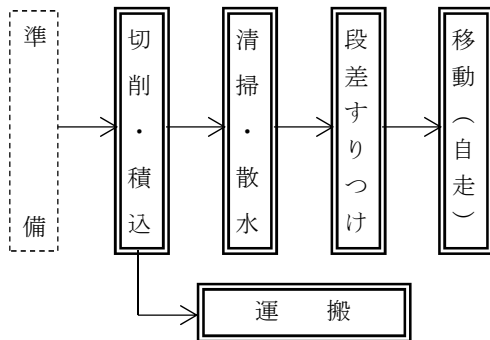 準備
切削・積込
清掃・散水
段差すりつけ
移動（自走）
運搬